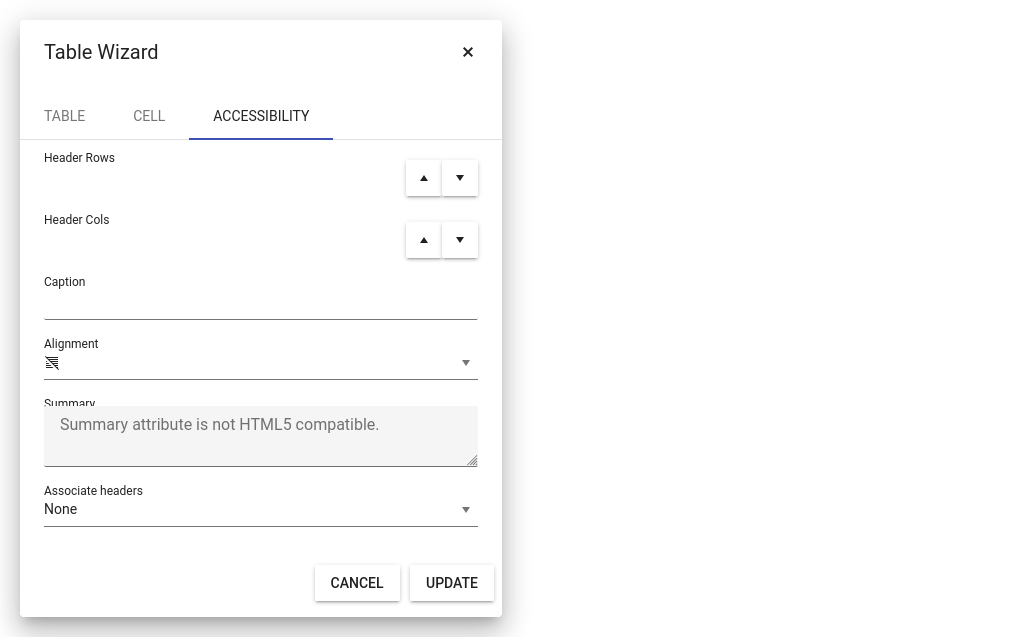 Table Wizard
TABLE CELL ACCESSIBILITY
Header Rows
Header Cols
Caption
Alignment
Summary
Summary attribute is not HTML5 compatible.
Associate headers
None
CANCEL UPDATE